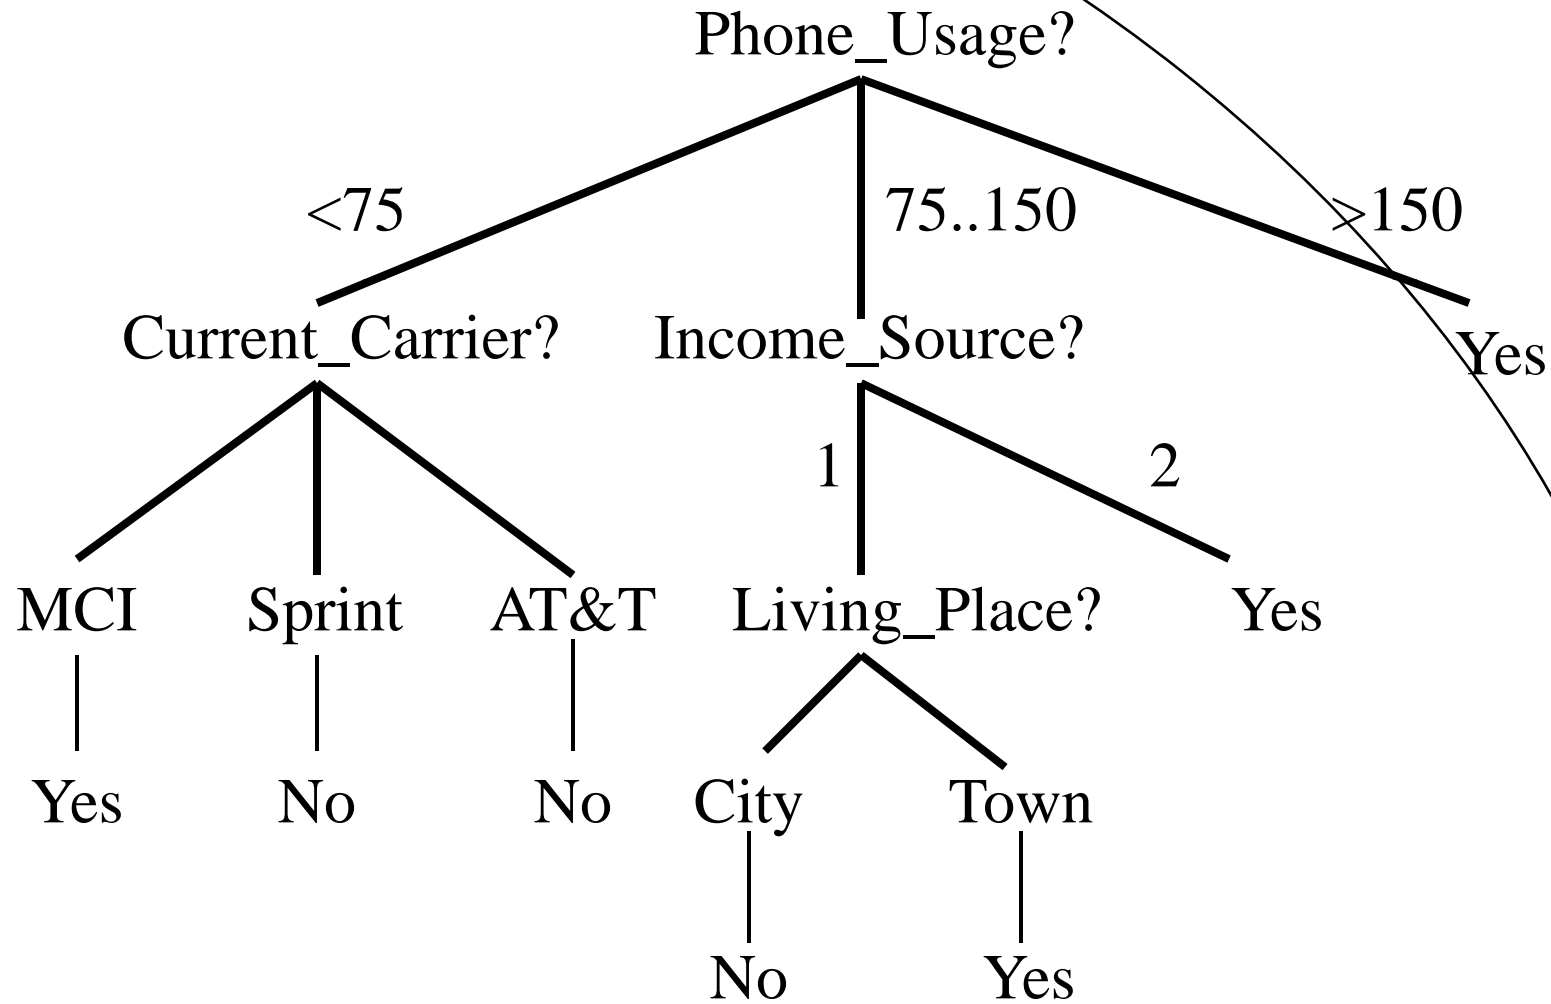 Phone_Usage?
<75
75..150
>150
Current_Carrier?
Income_Source?
Yes
1
2
MCI
Sprint
AT&T
Living_Place?
Yes
Yes
No
No
City
Town
No
Yes